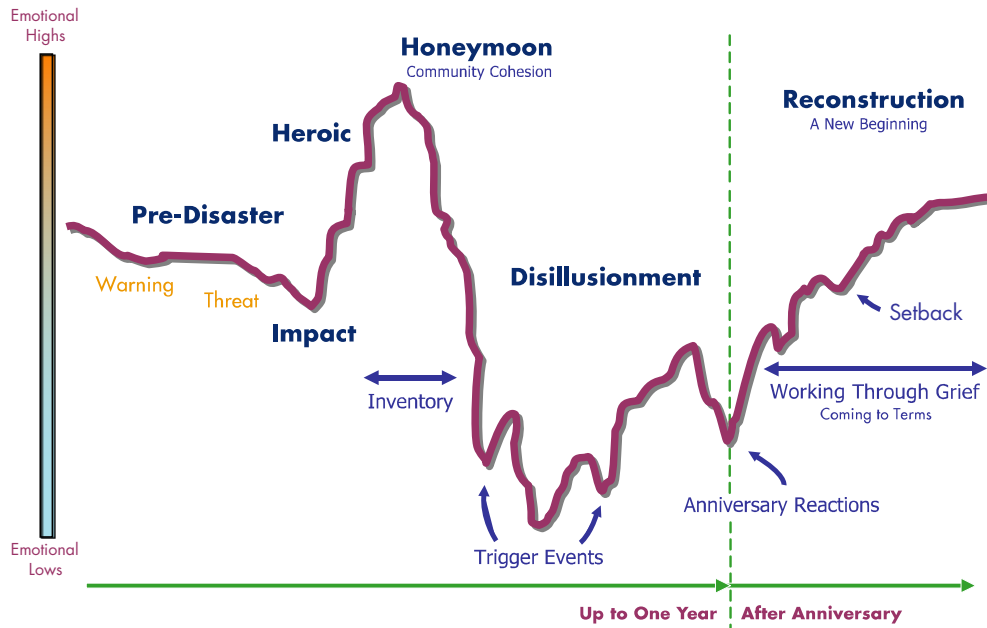 Emotional
Highs
Honeymoon
Community Cohesion
Reconstruction
A New Beginning
Heroic
Pre-Disaster
Warning
Threat
Disillusionment
Impact
Setback
Inventory
Working Through Grief
Coming to Terms
Anniversary Reactions
Trigger Events
Emotional
Lows
Up to One Year
After Anniversary